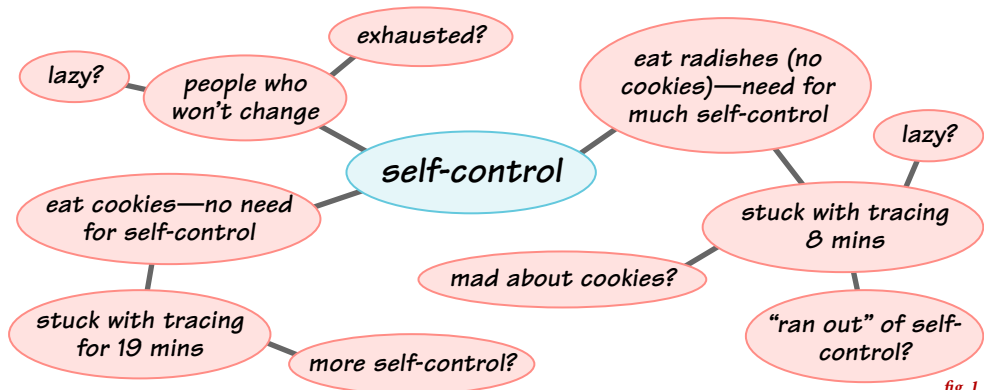 exhausted?
lazy?
people who
won't change
eat radishes (no
cookies)—need for
much self-control
lazy?
self-control
eat cookies—no need
for self-control
stuck with tracing
8 mins
mad about cookies?
stuck with tracing
for 19 mins
more self-control?
"ran out" of self-
control?
fig. 1